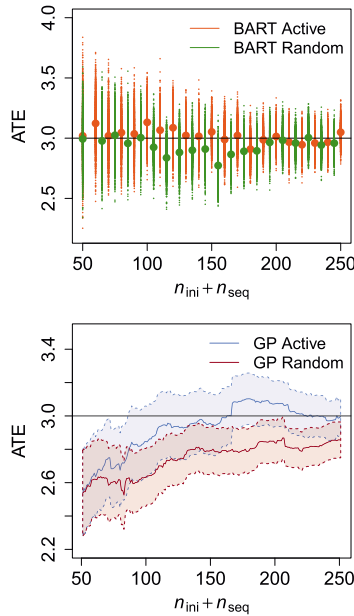 BART Active
BART Random
4.0
3.5
3.0
2.5
ATE
50 100 150 200 250
n_ini + n_seq
GP Active
GP Random
3.4
3.0
2.6
2.2
ATE
50 100 150 200 250
n_ini + n_seq